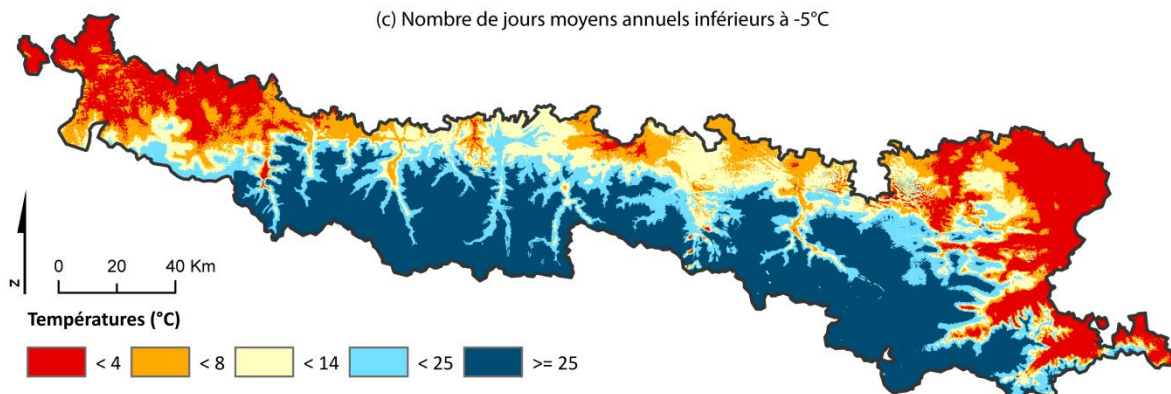 (c) Nombre de jours moyens annuels inférieurs à -5°C
N
0 20 40 Km
Températures (°C)
< 4 < 8 < 14 < 25 >= 25